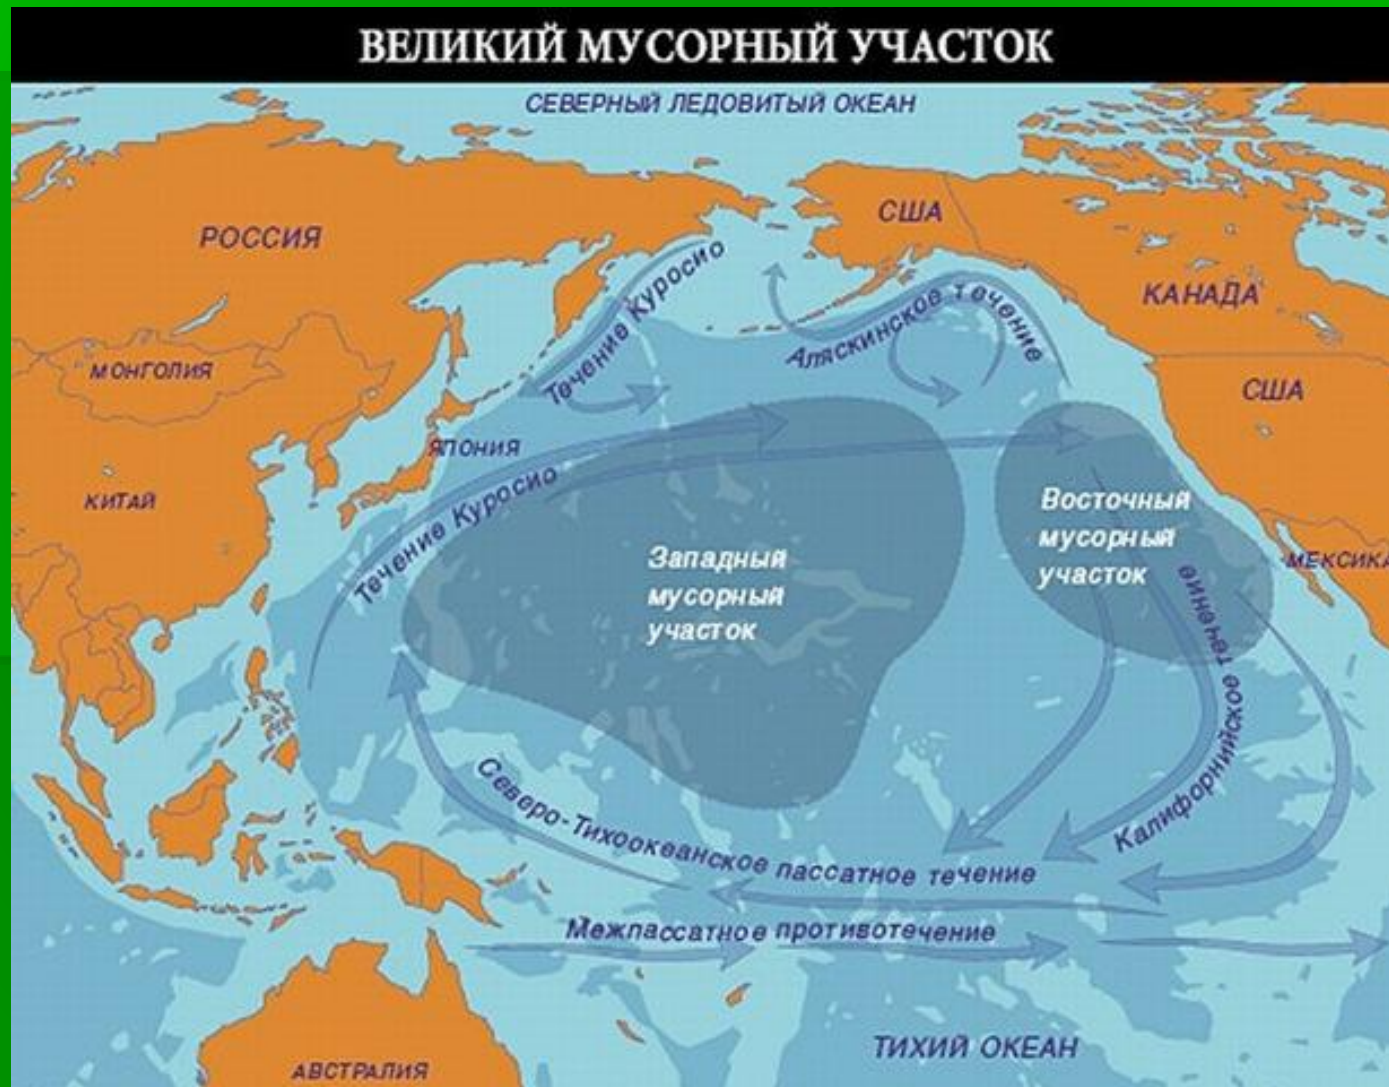 ВЕЛИКИЙ МУСОРНЫЙ УЧАСТОК
СЕВЕРНЫЙ ЛЕДОВИТЫЙ ОКЕАН
РОССИЯ
США
КАНАДА
Течение Куросио
Аляскинское течение
МОНГОЛИЯ
США
ЯПОНИЯ
КИТАЙ
Течение Куросио
Западный
мусорный
участок
Восточный
мусорный
участок
МЕКСИКА
Калифорнийское течение
Северо-Тихоокеанское пассатное течение
Межпассатное противотечение
ТИХИЙ ОКЕАН
АВСТРАЛИЯ